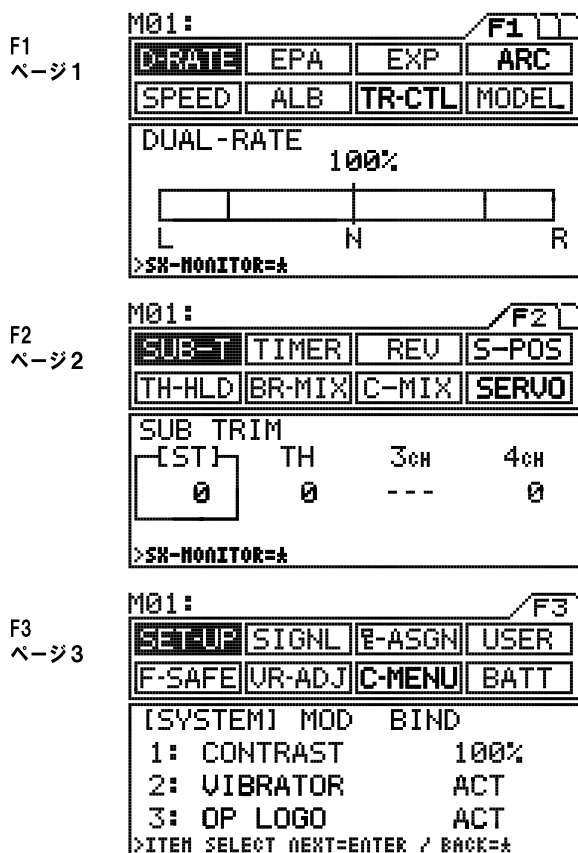 F1
ページ1
M01: F1
D-RATE EPA EXP ARC
SPEED ALB TR-CTL MODEL
DUAL-RATE
100%
L N R
>SX-MONITOR=*
F2
ページ2
M01: F2
SUB-T TIMER REV S-POS
TH-HLD BR-MIX C-MIX SERVO
SUB TRIM
[ST] TH 3CH 4CH
0 0 --- 0
>SX-MONITOR=*
F3
ページ3
M01: F3
SET-UP SIGNL E-ASGN USER
F-SAFE VR-ADJ C-MENU BATT
[SYSTEM] MOD BIND
1: CONTRAST 100%
2: VIBRATOR ACT
3: OP LOGO ACT
>ITEM SELECT NEXT=ENTER / BACK=*